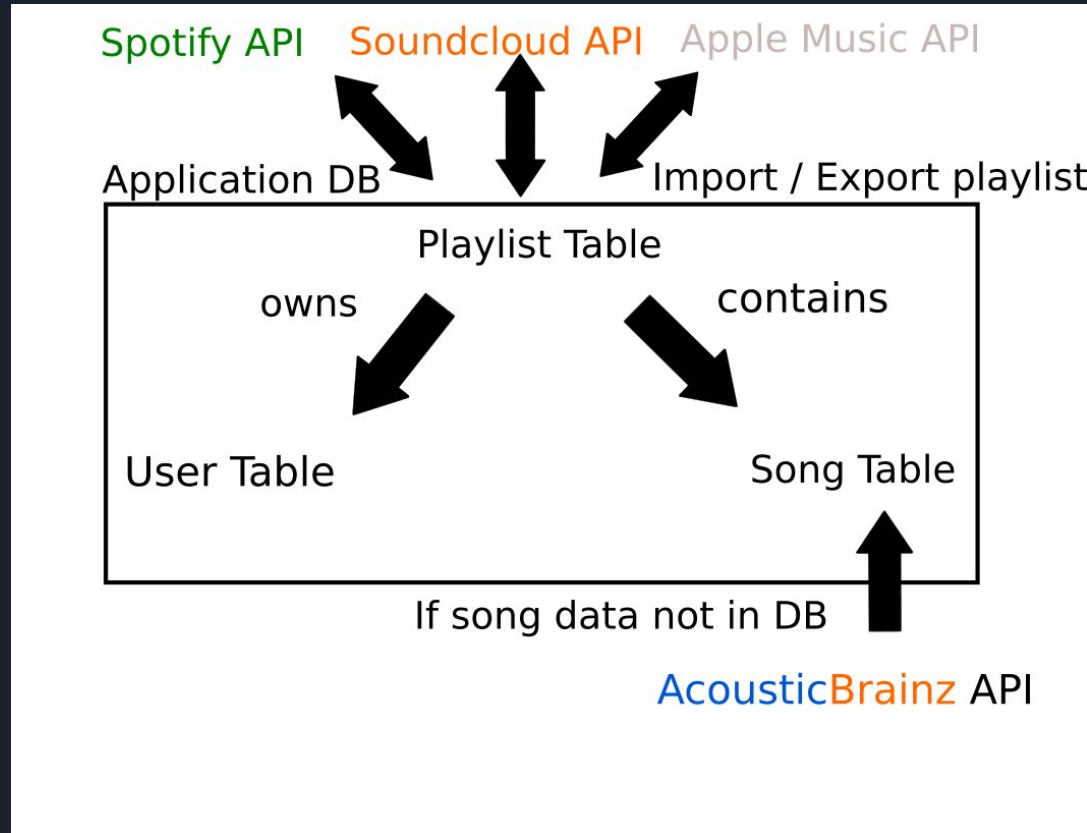 Spotify API
Soundcloud API
Apple Music API
Application DB
Import / Export playlist
Playlist Table
owns
contains
User Table
Song Table
If song data not in DB
AcousticBrainz API